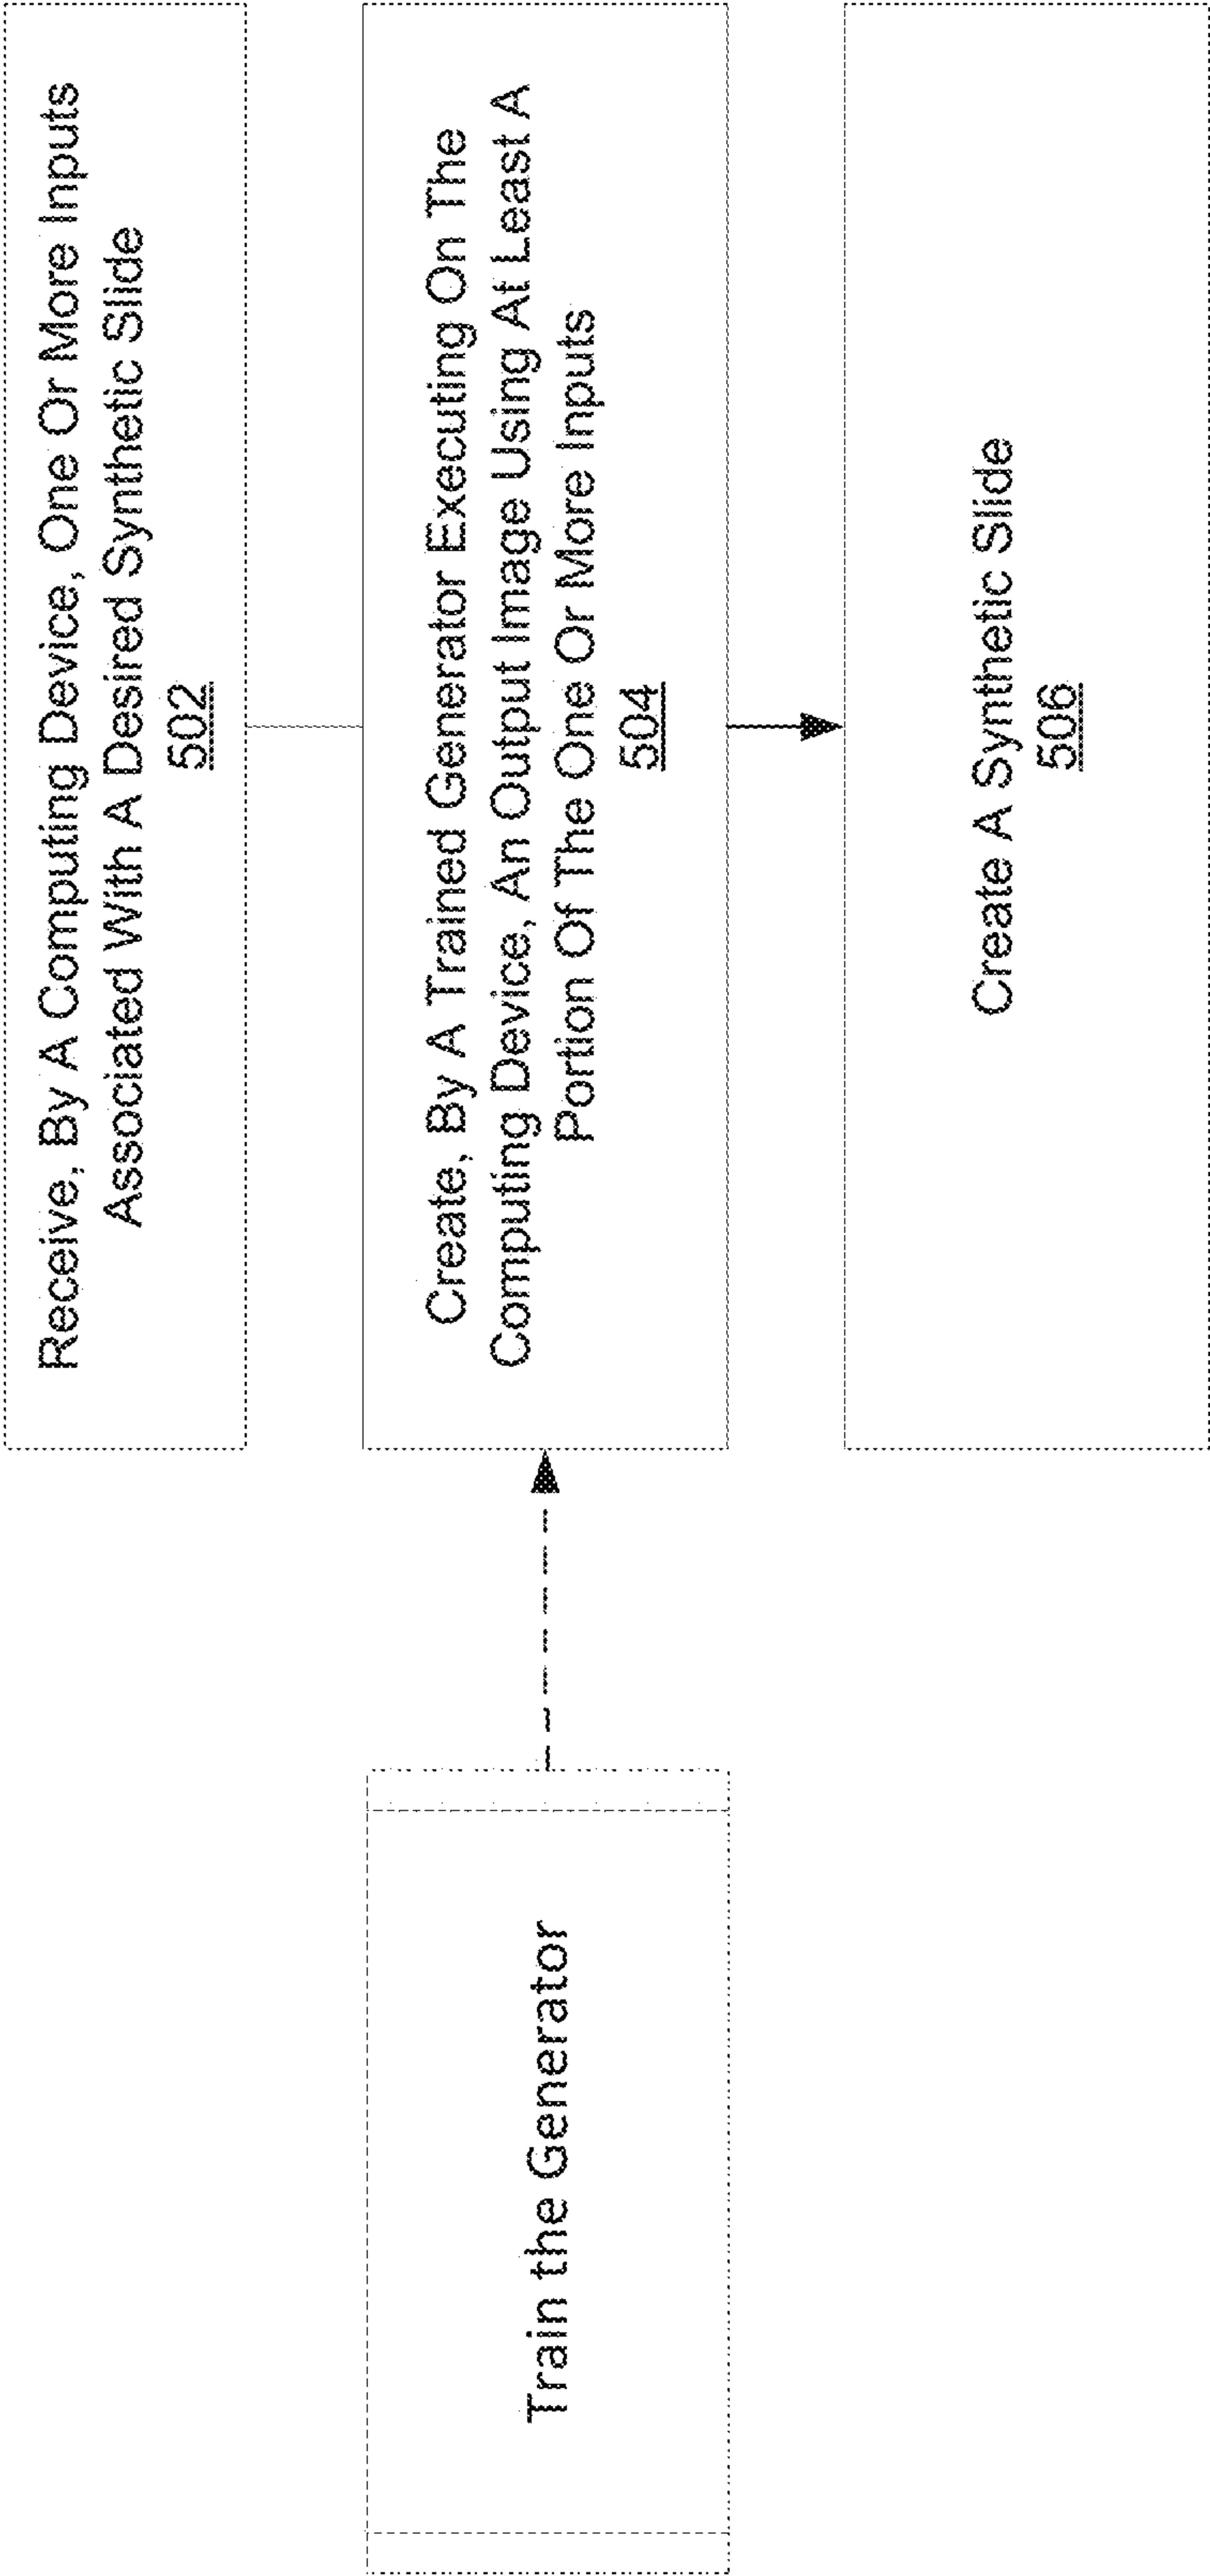 Receive, By A Computing Device, One Or More Inputs
Associated With A Desired Synthetic Slide
502
Train the Generator
Create, By A Trained Generator Executing On The
Computing Device, An Output Image Using At Least A
Portion Of The One Or More Inputs
504
Create A Synthetic Slide
506